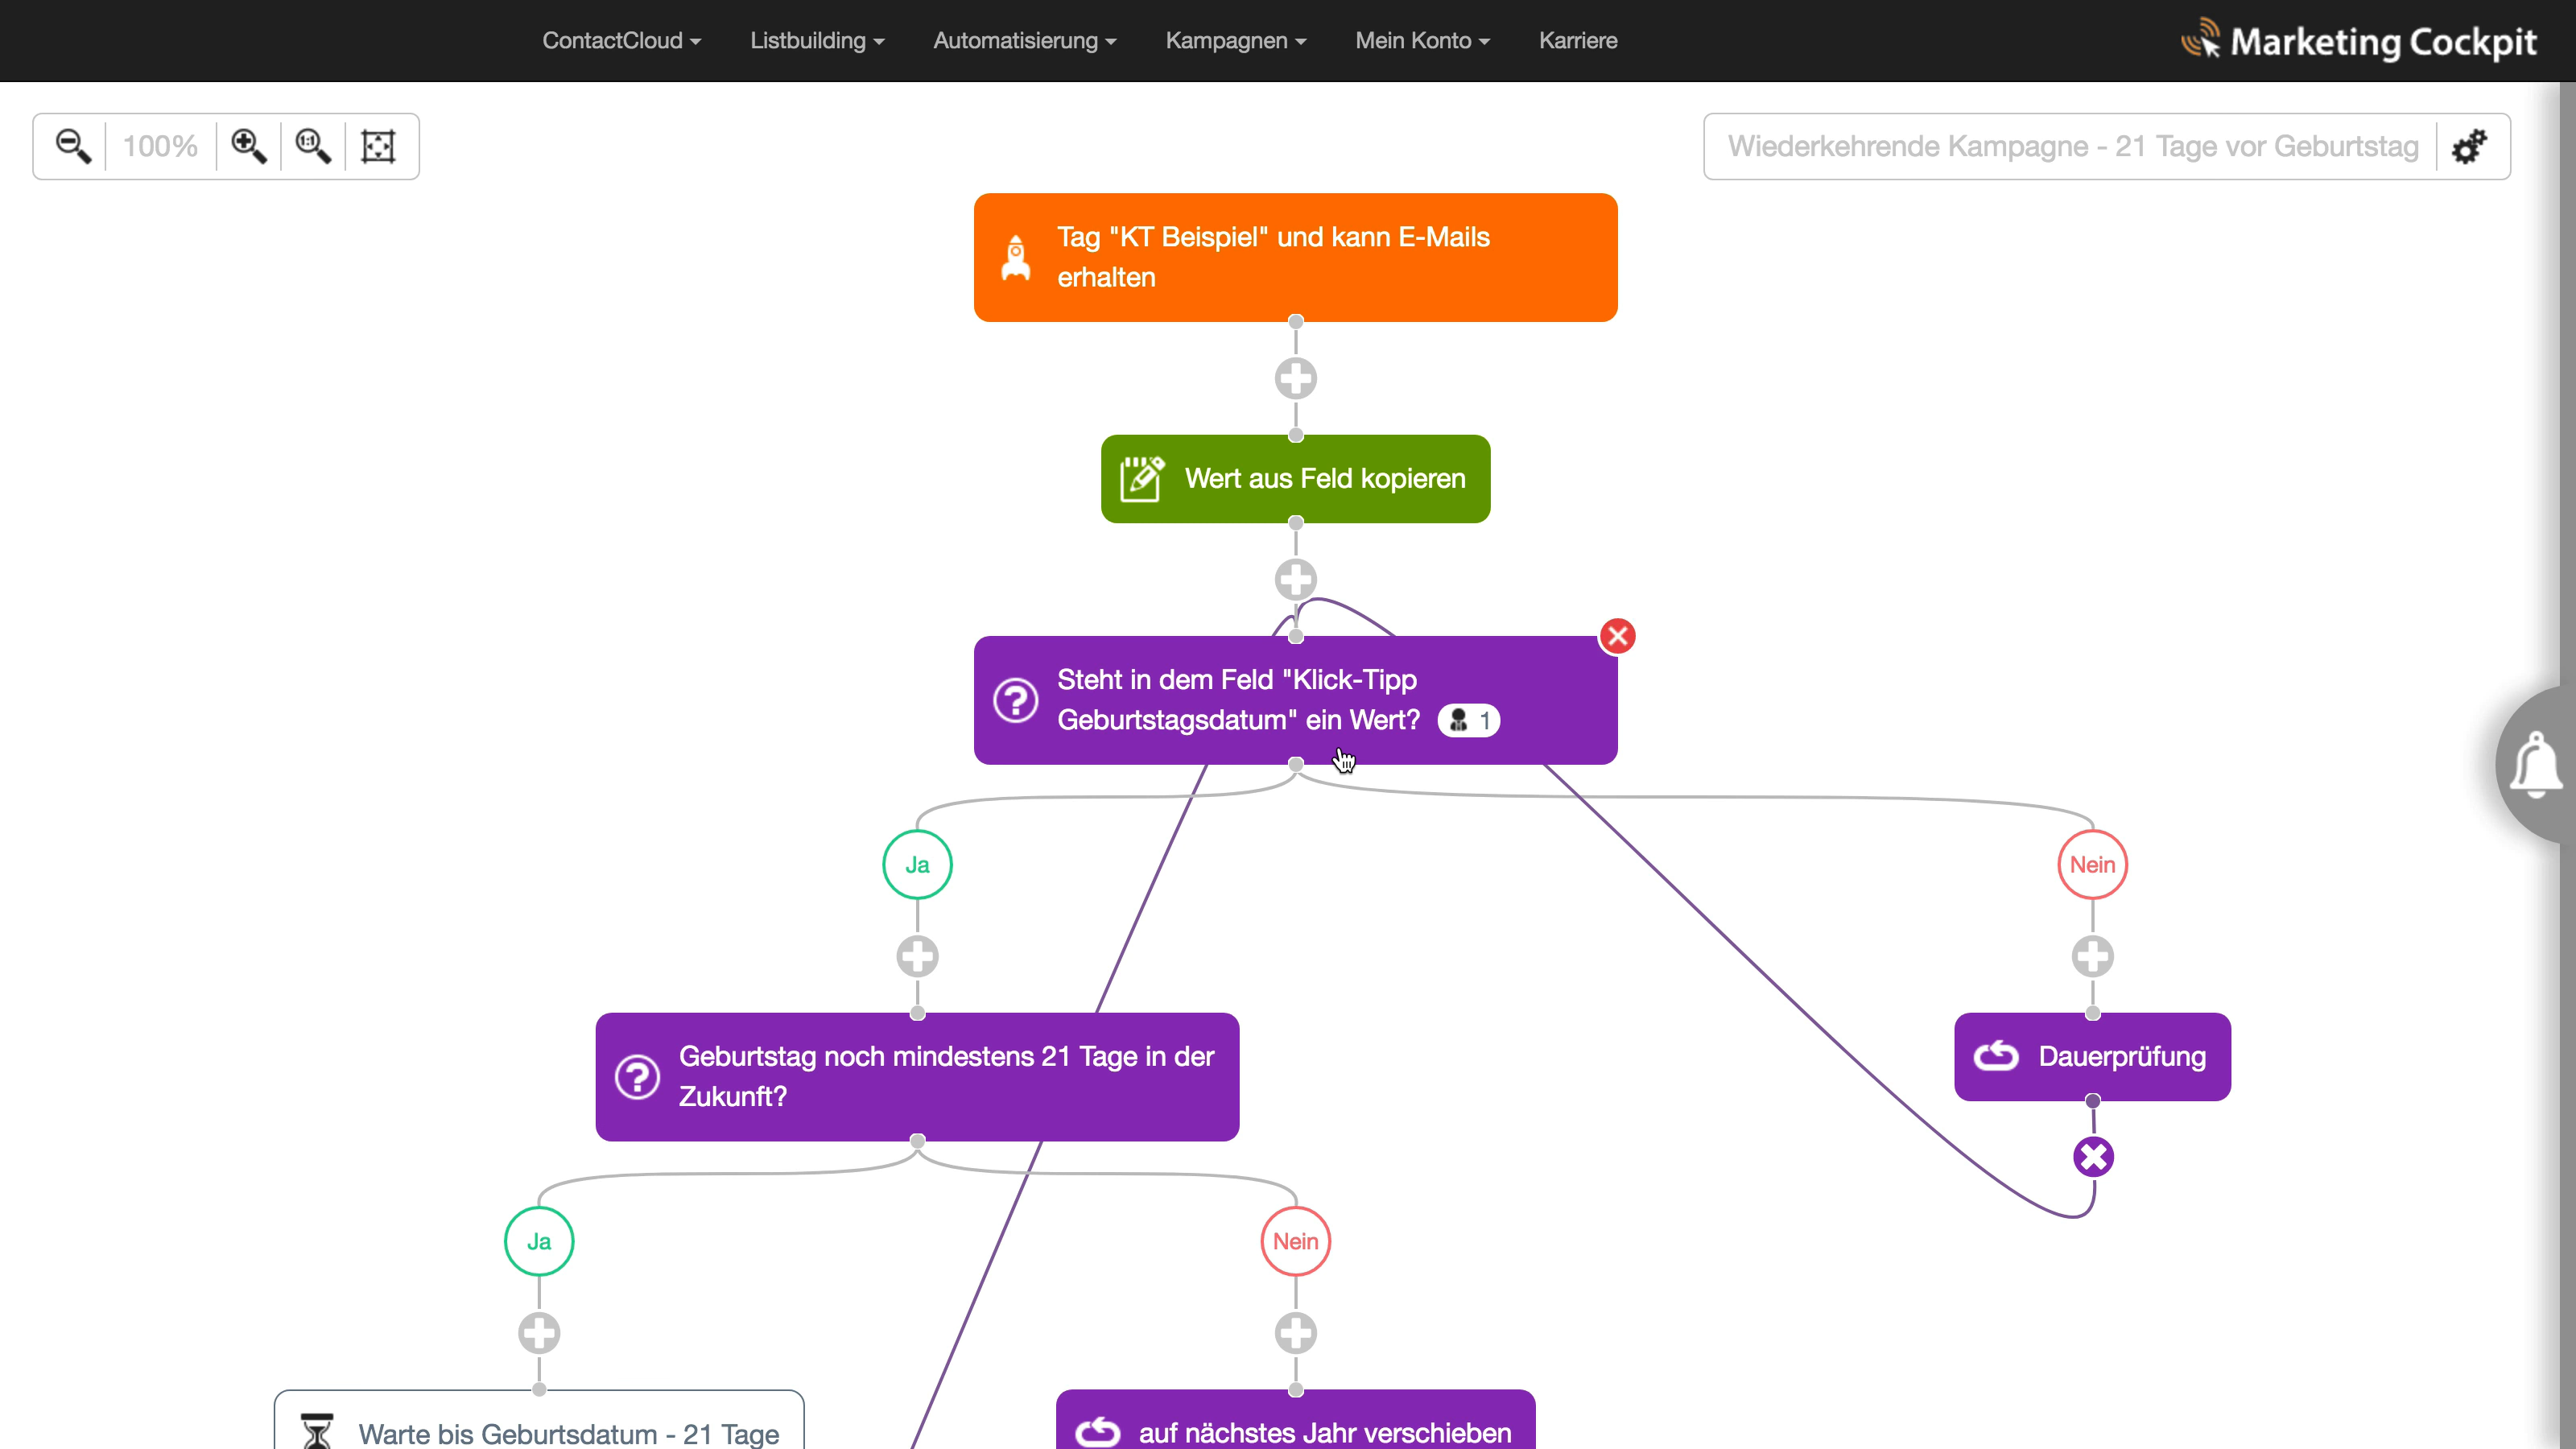 ContactCloud
Listbuilding
Automatisierung
Kampagnen
Mein Konto
Karriere
Marketing Cockpit
100%
1:1
Wiederkehrende Kampagne - 21 Tage vor Geburtstag
Tag "KT Beispiel" und kann E-Mails
erhalten
Wert aus Feld kopieren
Steht in dem Feld "Klick-Tipp
Geburtstagsdatum" ein Wert? 1
Ja
Nein
Geburtstag noch mindestens 21 Tage in der
Zukunft?
Dauerprüfung
Ja
Nein
Warte bis Geburtsdatum - 21 Tage
auf nächstes Jahr verschieben